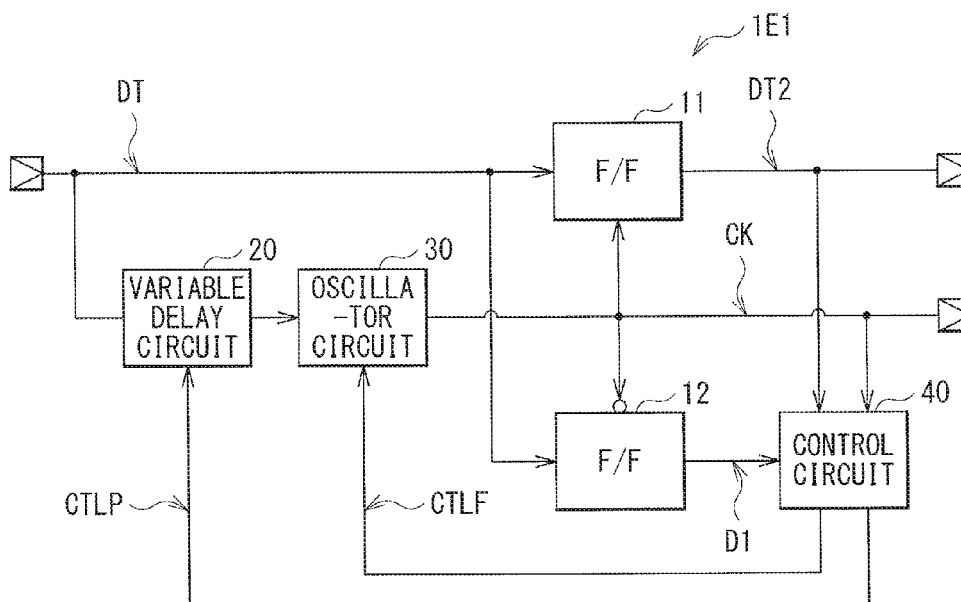 1E1
DT
11
DT2
F/F
CK
20
30
VARIABLE
DELAY
CIRCUIT
OSCILLA
-TOR
CIRCUIT
12
40
F/F
CONTROL
CIRCUIT
CTLP
CTLF
D1